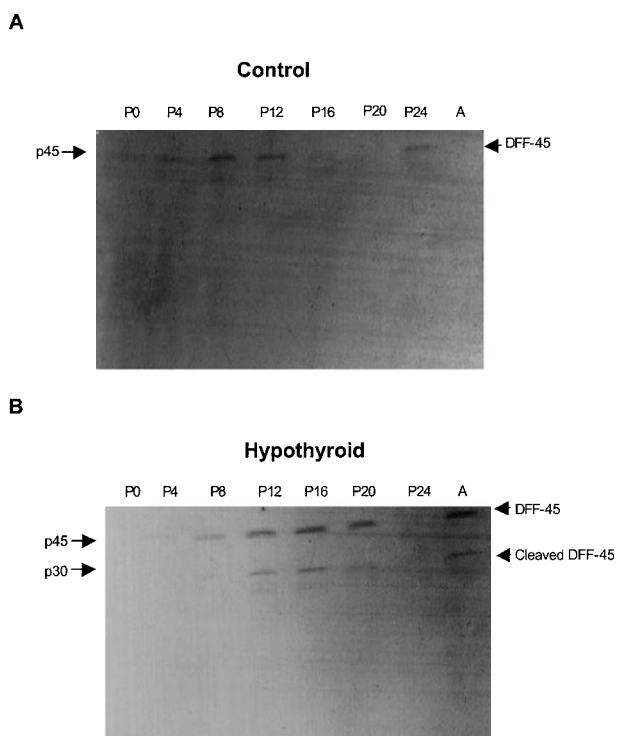 A
Control
P0 P4 P8 P12 P16 P20 P24 A
p45
DFF-45
B
Hypothyroid
P0 P4 P8 P12 P16 P20 P24 A
DFF-45
p45
Cleaved DFF-45
p30